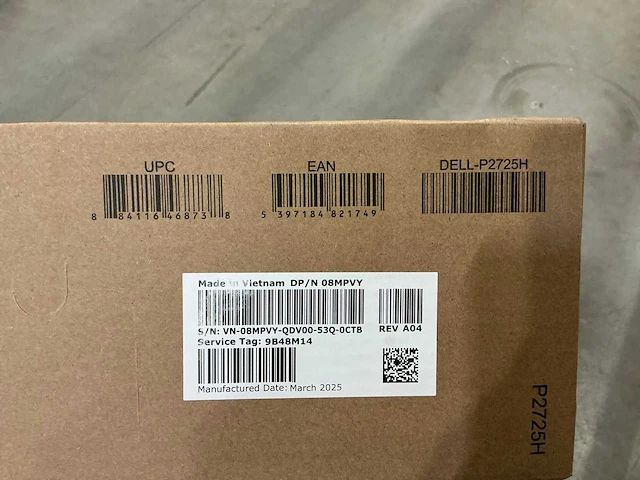 UPC
8 84116 46873 8
EAN
5 397184 821749
DELL-P2725H
Made in Vietnam DP/N 08MPVY
S/N: VN-08MPVY-QDV00-53Q-0CTB
REV A04
Service Tag: 9B48M14
Manufactured Date: March 2025
P2725H